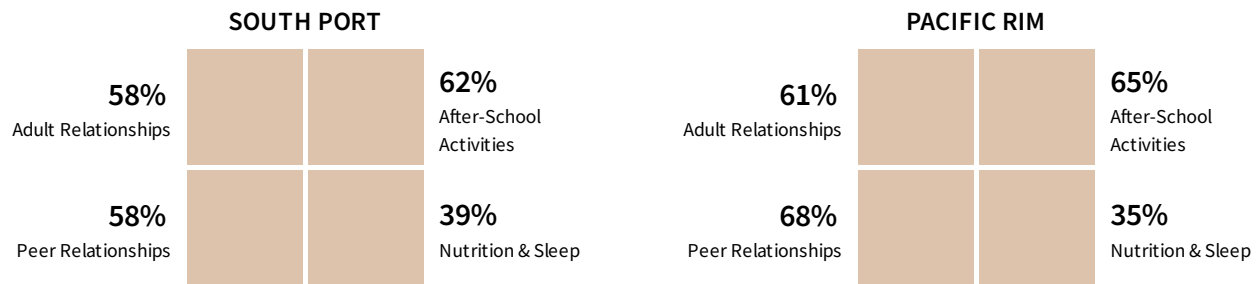 SOUTH PORT
58%
Adult Relationships
62%
After-School
Activities
58%
Peer Relationships
39%
Nutrition & Sleep
PACIFIC RIM
61%
Adult Relationships
65%
After-School
Activities
68%
Peer Relationships
35%
Nutrition & Sleep